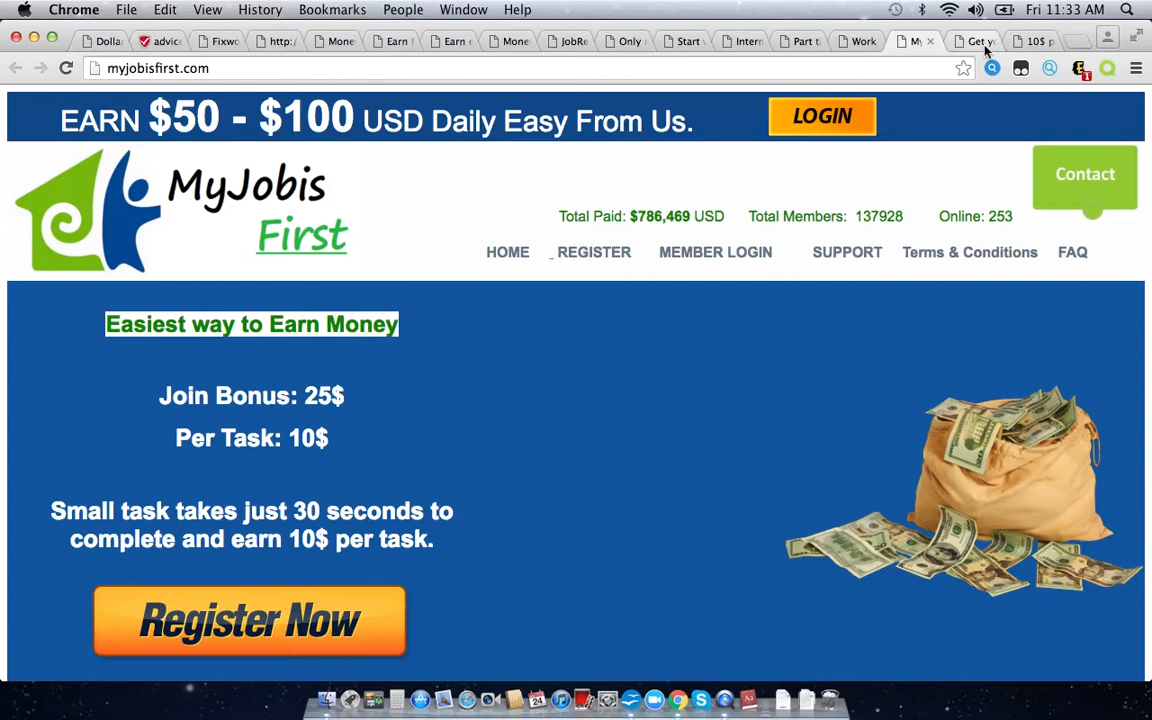 Chrome File Edit View History Bookmarks People Window Help Fri 11:33 AM
Dollar advice Fixwo http:/ Mone Earn Earn Mone JobRe Only Start Intern Part t Work My Get y 10$ p
myjobisfirst.com
EARN $50 - $100 USD Daily Easy From Us. LOGIN
MyJobis
First
Contact
Total Paid: $786,469 USD Total Members: 137928 Online: 253
HOME REGISTER MEMBER LOGIN SUPPORT Terms & Conditions FAQ
Easiest way to Earn Money
Join Bonus: 25$
Per Task: 10$
Small task takes just 30 seconds to
complete and earn 10$ per task.
Register Now